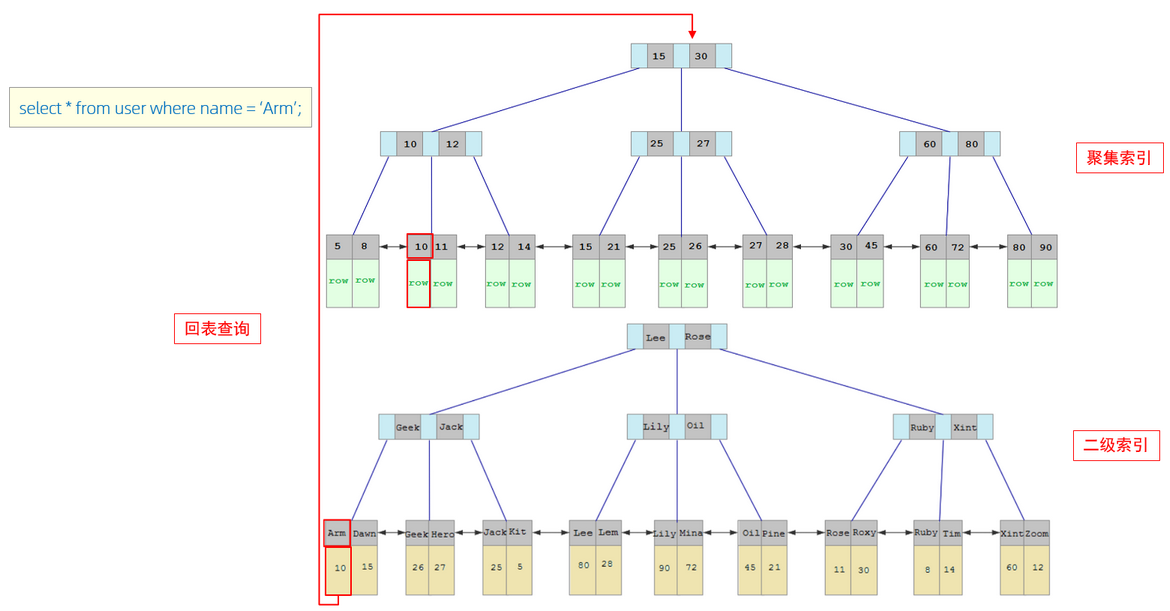 select * from user where name = ‘Arm’;
15 30
10 12 25 27 60 80
聚集索引
5 8 10 11 12 14 15 21 25 26 27 28 30 45 60 72 80 90
row row row row row row row row row row row row row row row row row row
回表查询
Lee Rose
Geek Jack Lily Oil Ruby Xint
二级索引
Arm Dawn Geek Hero Jack Kit Lee Lem Lily Mina Oil Pine Rose Roxy Ruby Tim Xint Zoom
10 15 26 27 25 5 80 28 90 72 45 21 11 30 8 14 60 12